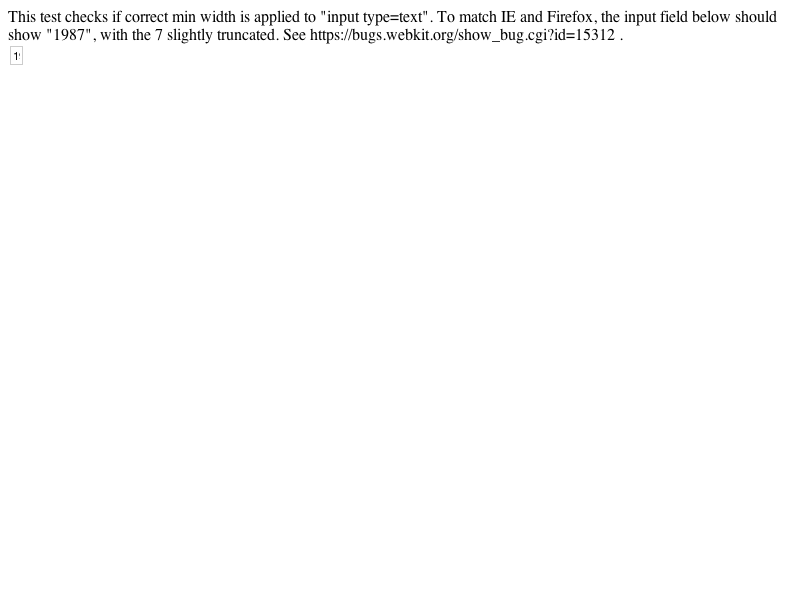 This test checks if correct min width is applied to "input type=text". To match IE and Firefox, the input field below should
show "1987", with the 7 slightly truncated. See https://bugs.webkit.org/show_bug.cgi?id=15312 .
1